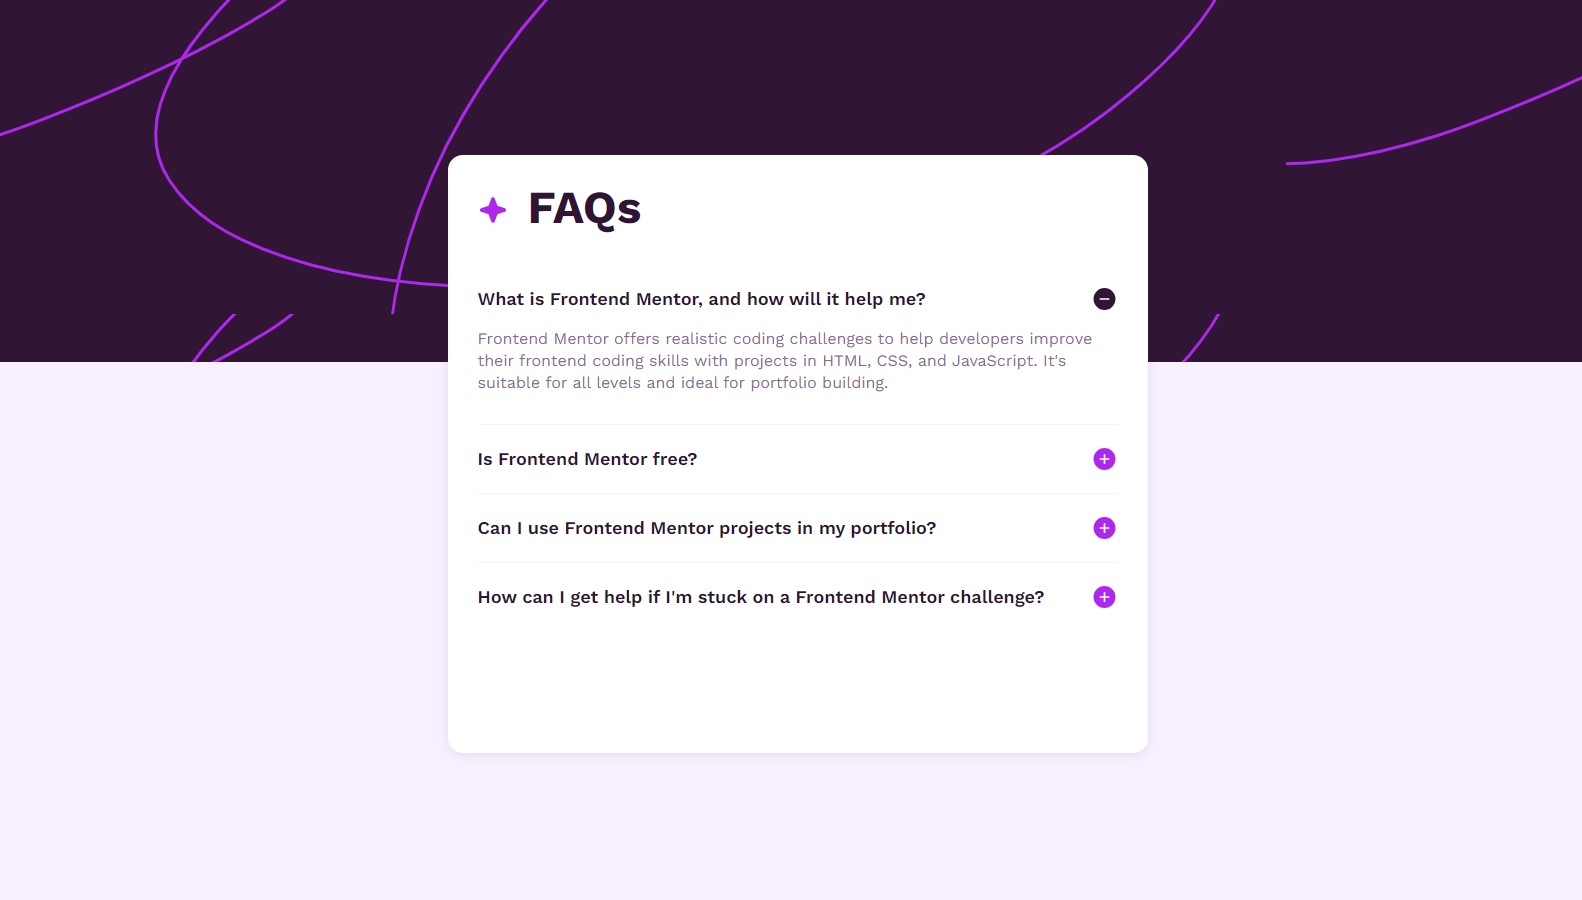 FAQs
What is Frontend Mentor, and how will it help me?
Frontend Mentor offers realistic coding challenges to help developers improve
their frontend coding skills with projects in HTML, CSS, and JavaScript. It's
suitable for all levels and ideal for portfolio building.
Is Frontend Mentor free?
Can I use Frontend Mentor projects in my portfolio?
How can I get help if I'm stuck on a Frontend Mentor challenge?